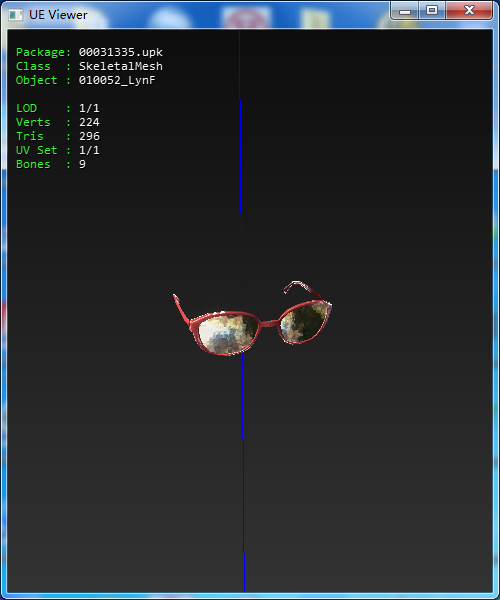 UE Viewer
Package: 00031335.upk
Class : SkeletalMesh
Object : 010052_LynF
LOD : 1/1
Verts : 224
Tris : 296
UV Set : 1/1
Bones : 9